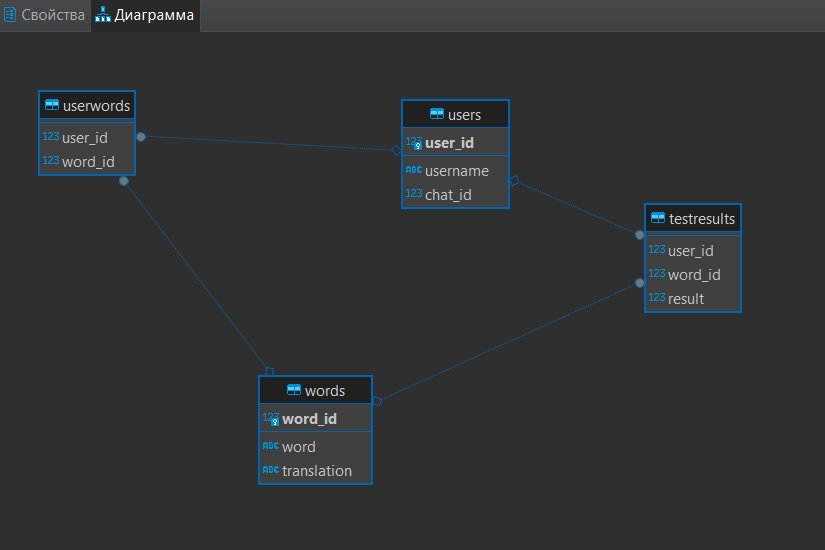 Свойства
Диаграмма
userwords
123 user_id
123 word_id
users
123 user_id
ABC username
123 chat_id
testresults
123 user_id
123 word_id
123 result
words
123 word_id
ABC word
ABC translation